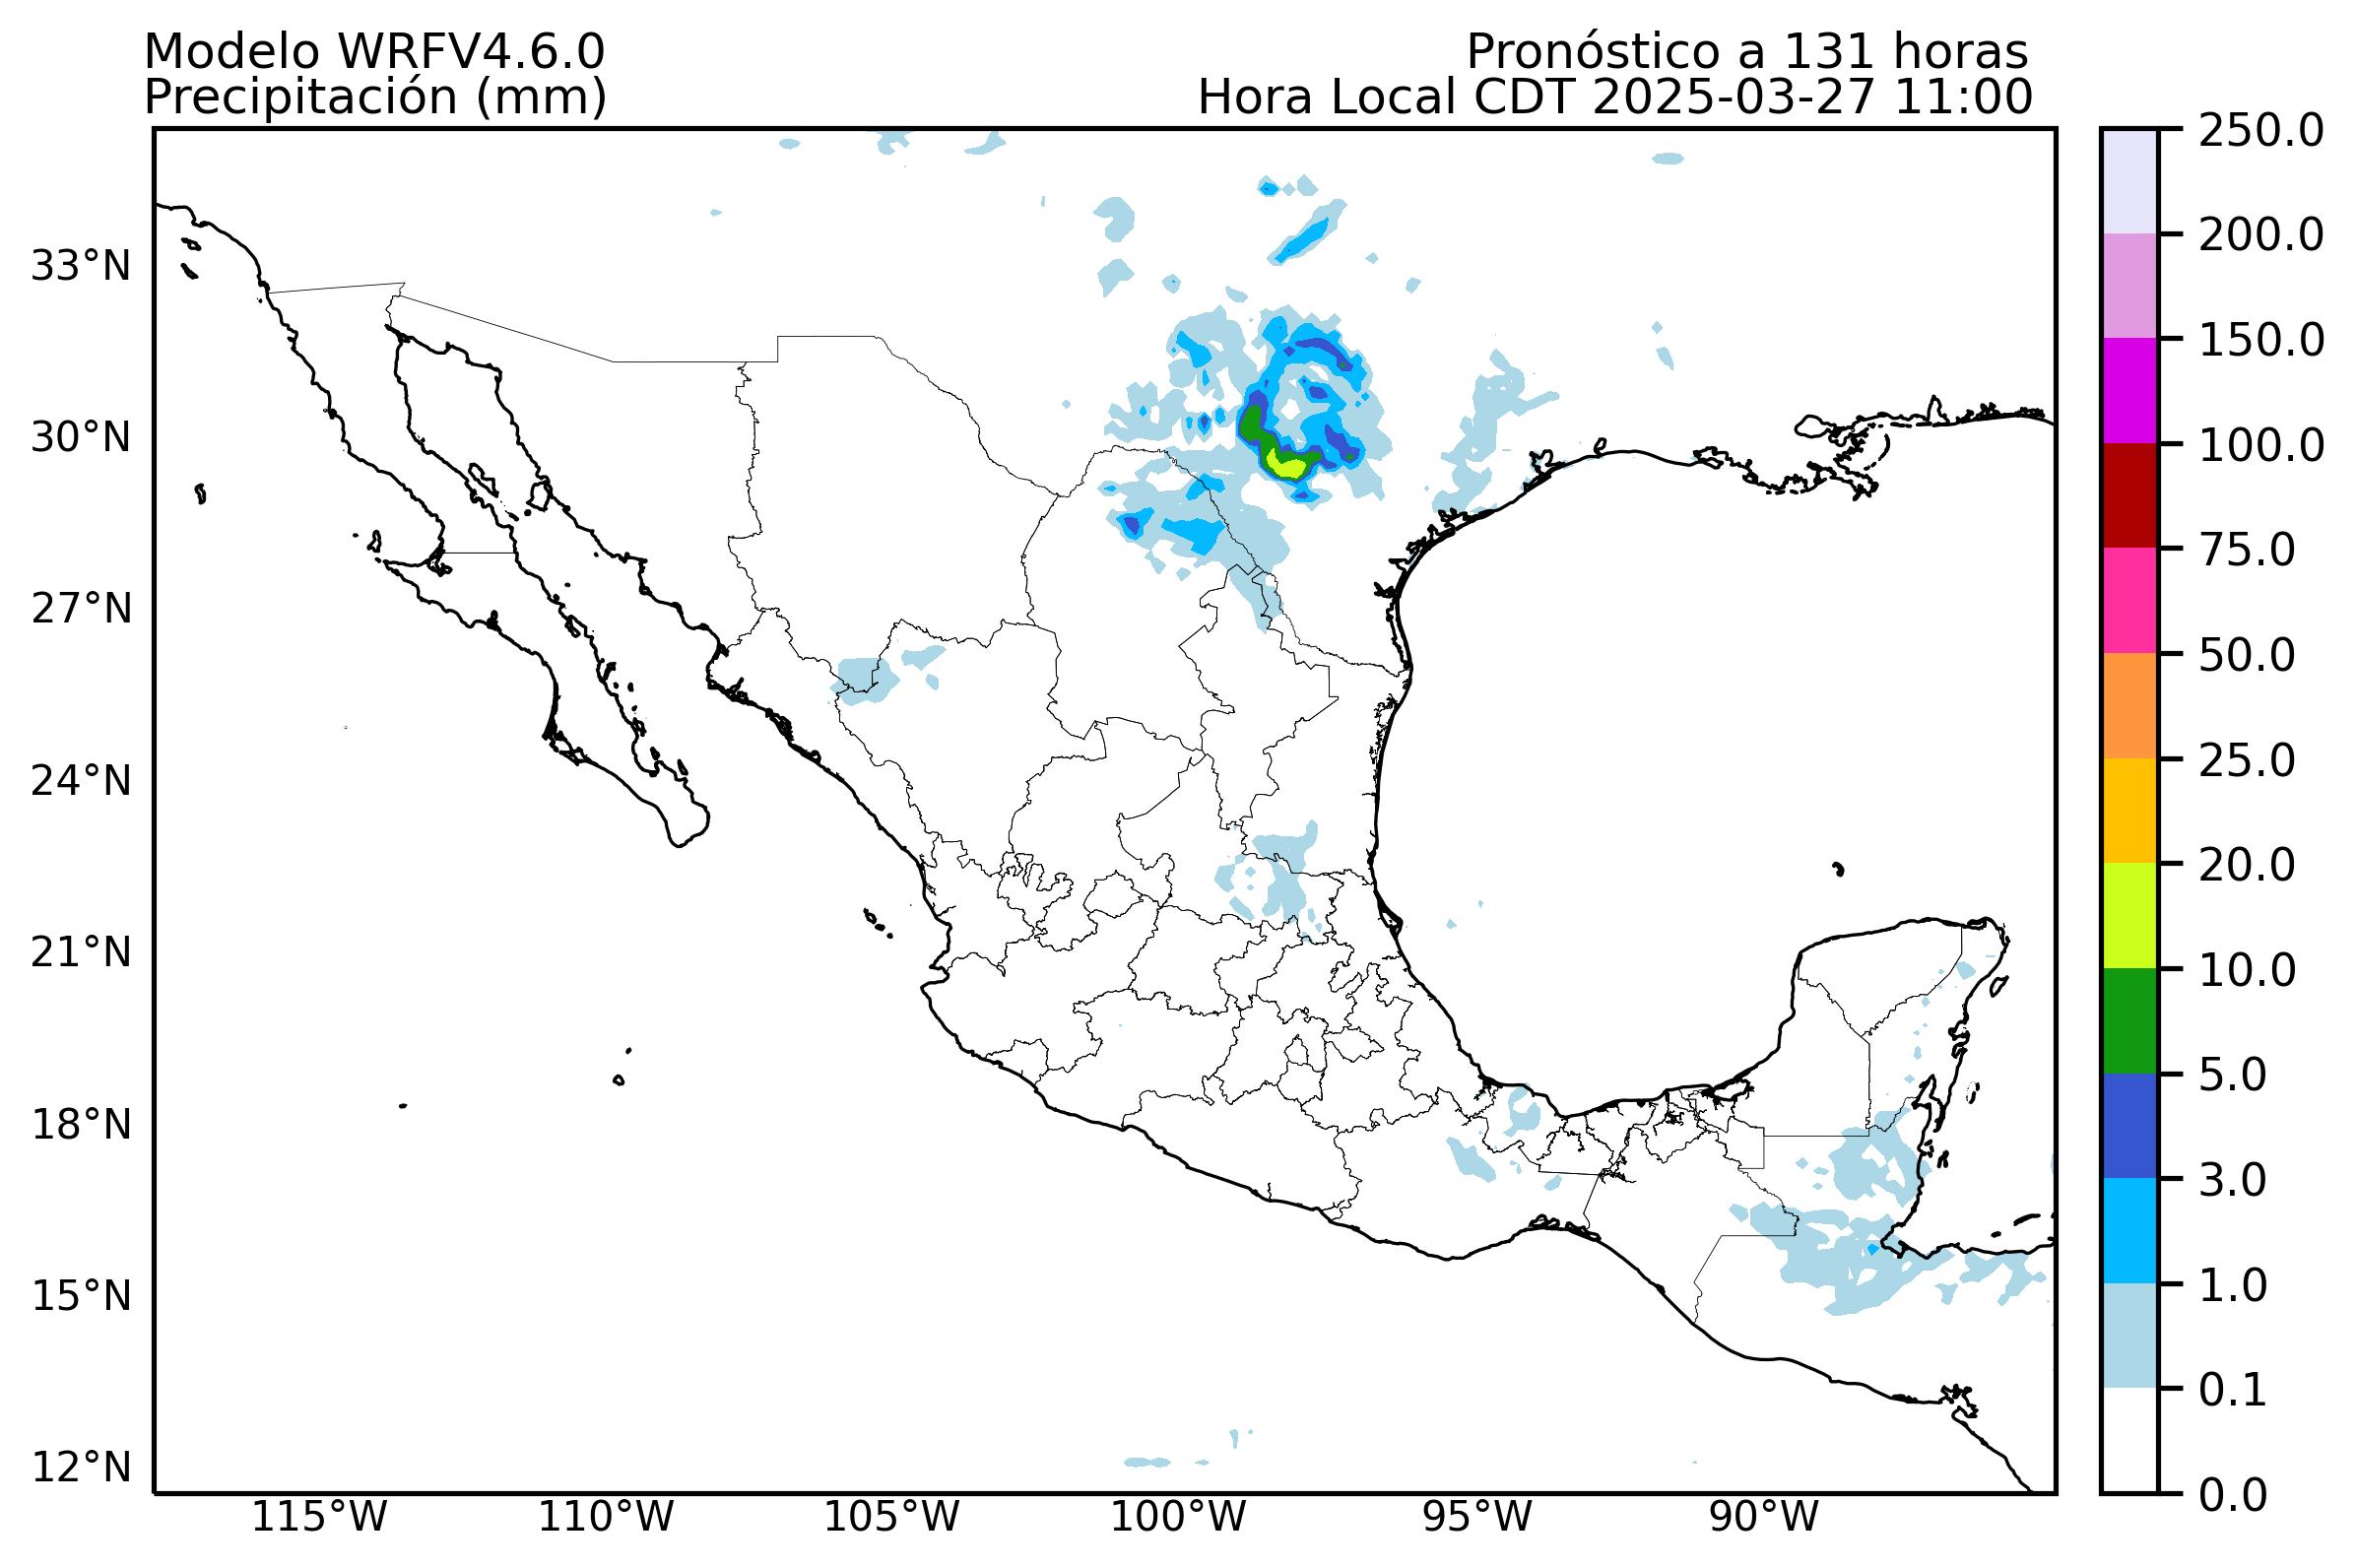 Modelo WRFV4.6.0
Pronóstico a 131 horas
Precipitación (mm)
Hora Local CDT 2025-03-27 11:00
33°N
30°N
27°N
24°N
21°N
18°N
15°N
12°N
115°W
110°W
105°W
100°W
95°W
90°W
250.0
200.0
150.0
100.0
75.0
50.0
25.0
20.0
10.0
5.0
3.0
1.0
0.1
0.0